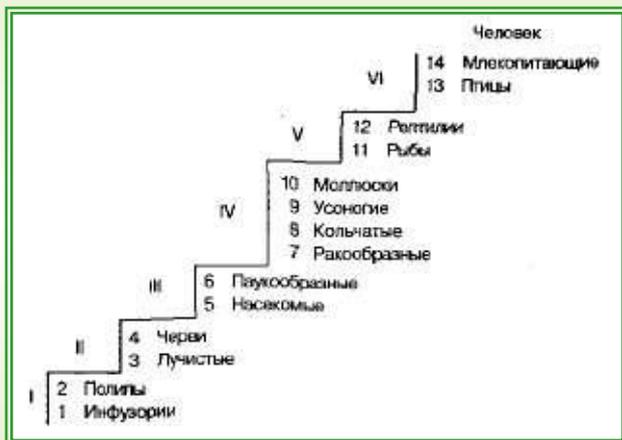 Человек
VI
14 Млекопитающие
13 Птицы
V
12 Рептилии
11 Рыбы
IV
10 Моллюски
9 Усоногие
8 Кольчатые
7 Ракообразные
III
6 Паукообразные
5 Насекомые
II
4 Черви
3 Лучистые
I
2 Полипы
1 Инфузории